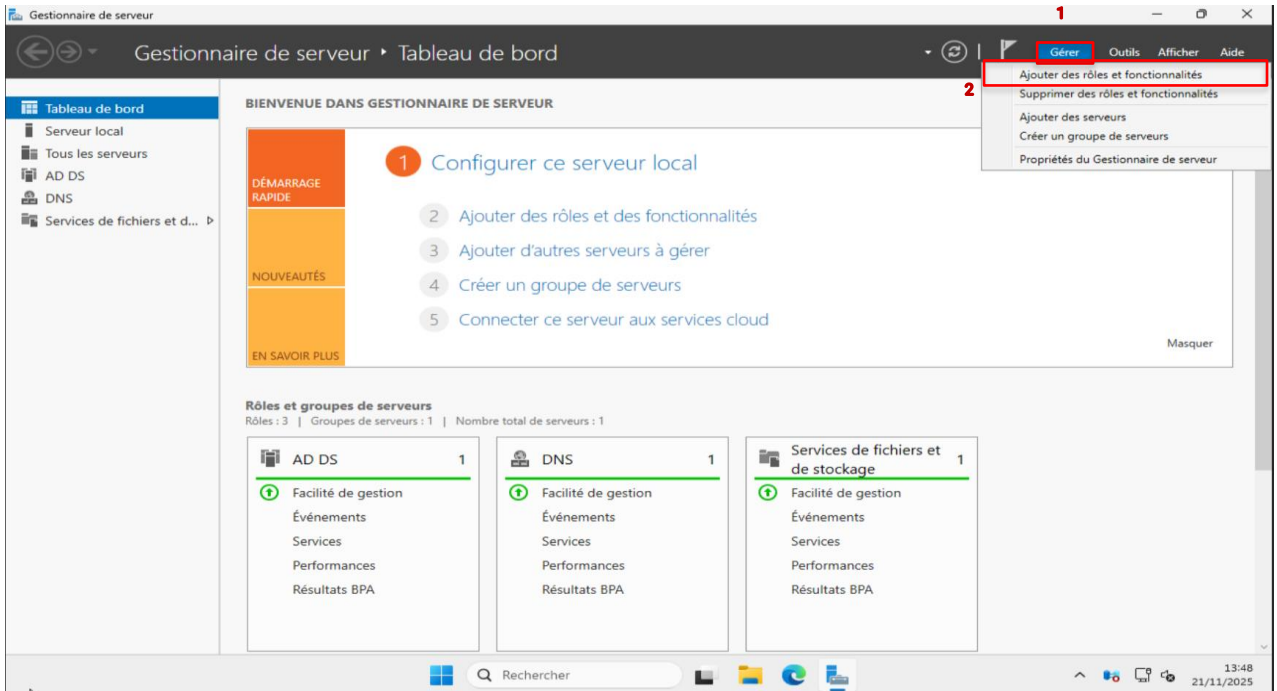 Gestionnaire de serveur
1
Gestionnaire de serveur ‣ Tableau de bord
Gérer
Outils
Afficher
Aide
2
Ajouter des rôles et fonctionnalités
Supprimer des rôles et fonctionnalités
Ajouter des serveurs
Créer un groupe de serveurs
Propriétés du Gestionnaire de serveur
Tableau de bord
Serveur local
Tous les serveurs
AD DS
DNS
Services de fichiers et d...
BIENVENUE DANS GESTIONNAIRE DE SERVEUR
DÉMARRAGE
RAPIDE
NOUVEAUTÉS
EN SAVOIR PLUS
1 Configurer ce serveur local
2 Ajouter des rôles et des fonctionnalités
3 Ajouter d’autres serveurs à gérer
4 Créer un groupe de serveurs
5 Connecter ce serveur aux services cloud
Masquer
Rôles et groupes de serveurs
Rôles : 3 | Groupes de serveurs : 1 | Nombre total de serveurs : 1
AD DS 1
Facilité de gestion
Événements
Services
Performances
Résultats BPA
DNS 1
Facilité de gestion
Événements
Services
Performances
Résultats BPA
Services de fichiers et
de stockage 1
Facilité de gestion
Événements
Services
Performances
Résultats BPA
Rechercher
13:48
21/11/2025